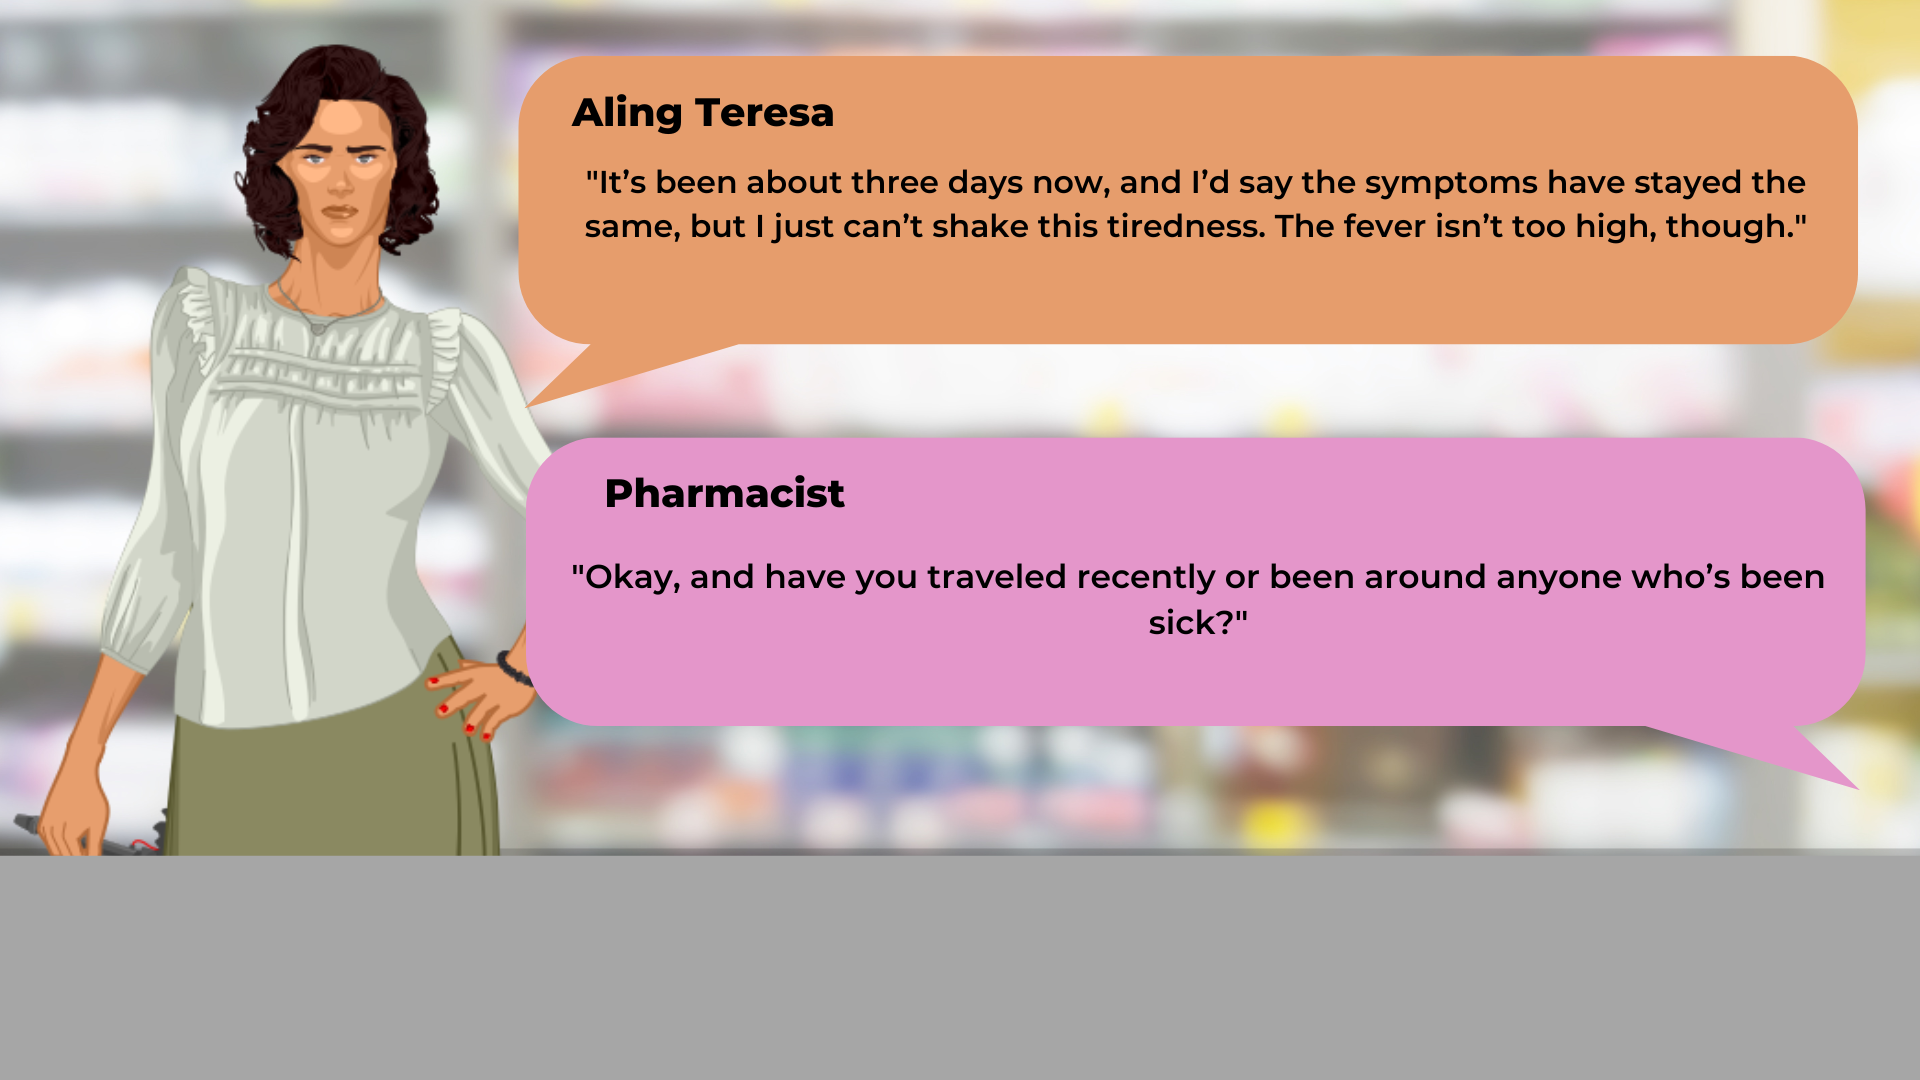 Aling Teresa
"It’s been about three days now, and I’d say the symptoms have stayed the
same, but I just can’t shake this tiredness. The fever isn’t too high, though."
Pharmacist
"Okay, and have you traveled recently or been around anyone who’s been
sick?"